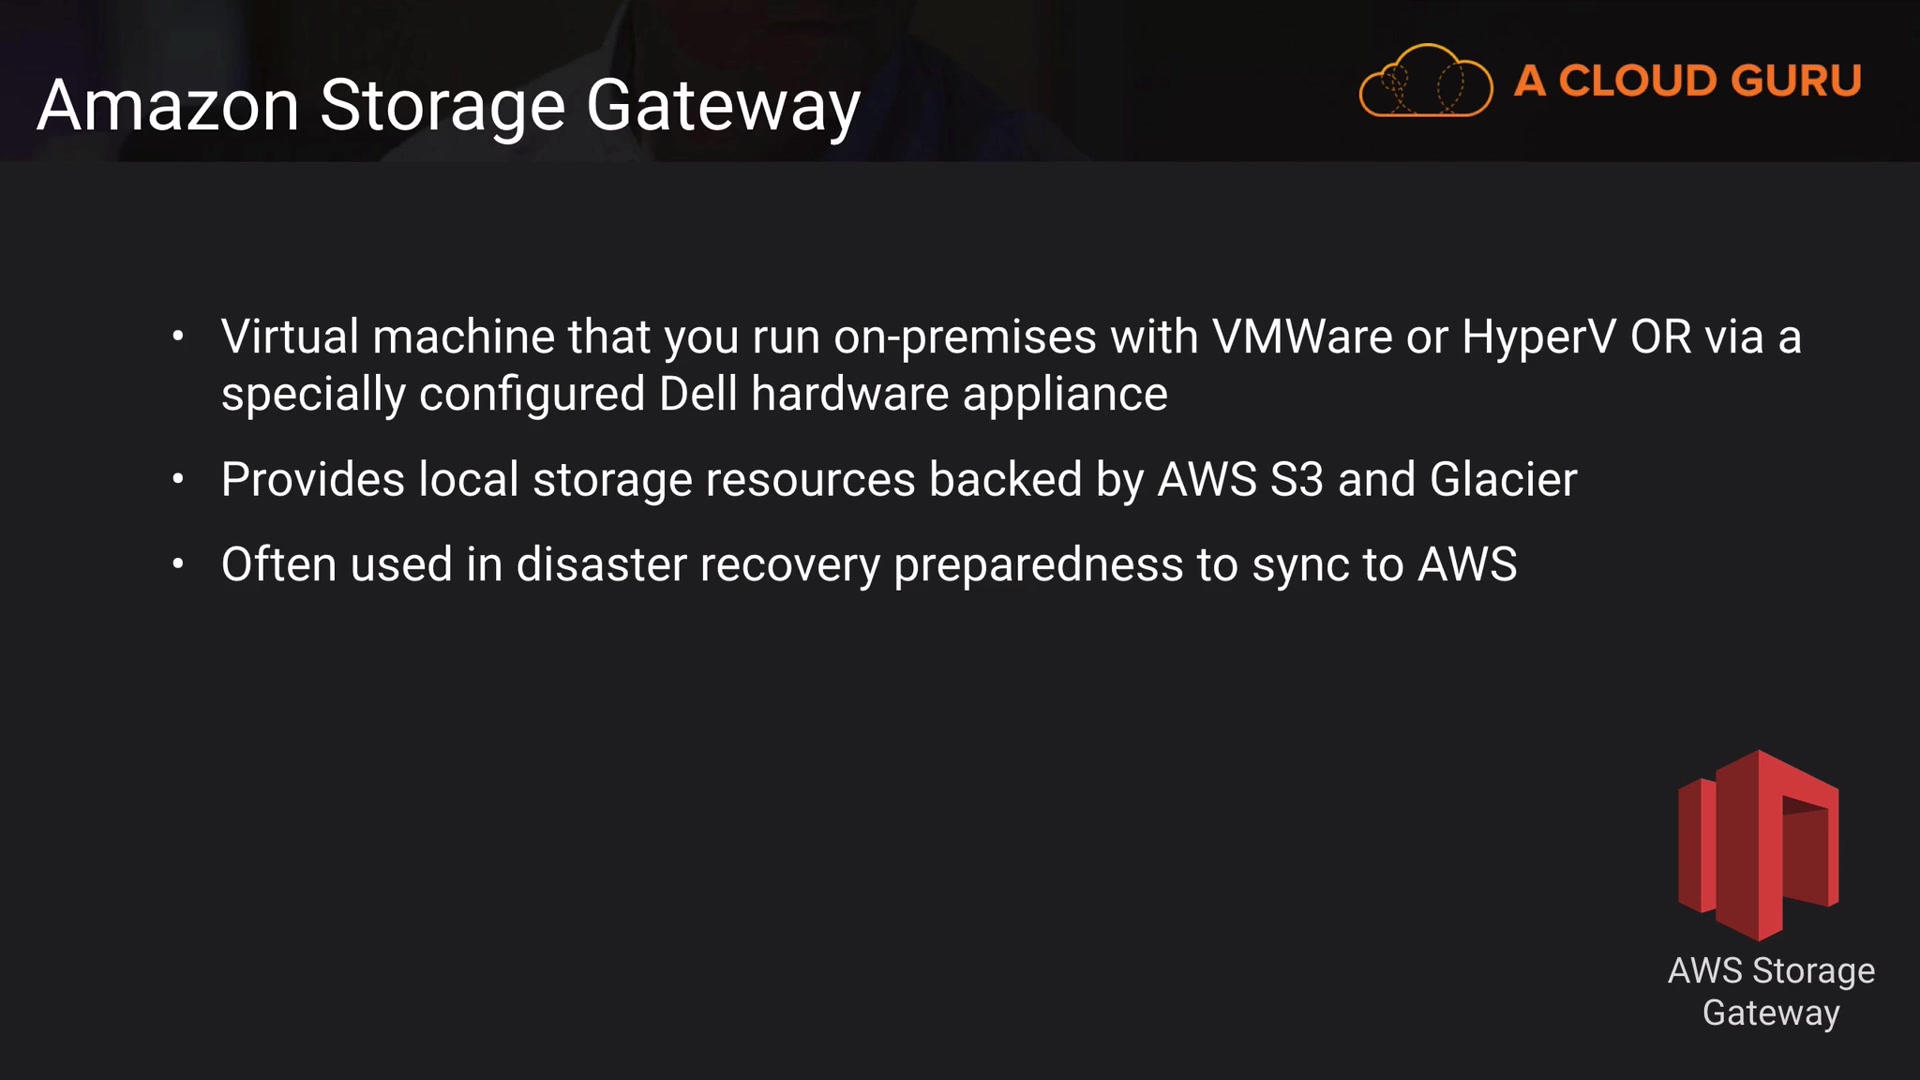 Amazon Storage Gateway
A CLOUD GURU
• Virtual machine that you run on-premises with VMWare or HyperV OR via a
specially configured Dell hardware appliance
• Provides local storage resources backed by AWS S3 and Glacier
• Often used in disaster recovery preparedness to sync to AWS
AWS Storage
Gateway